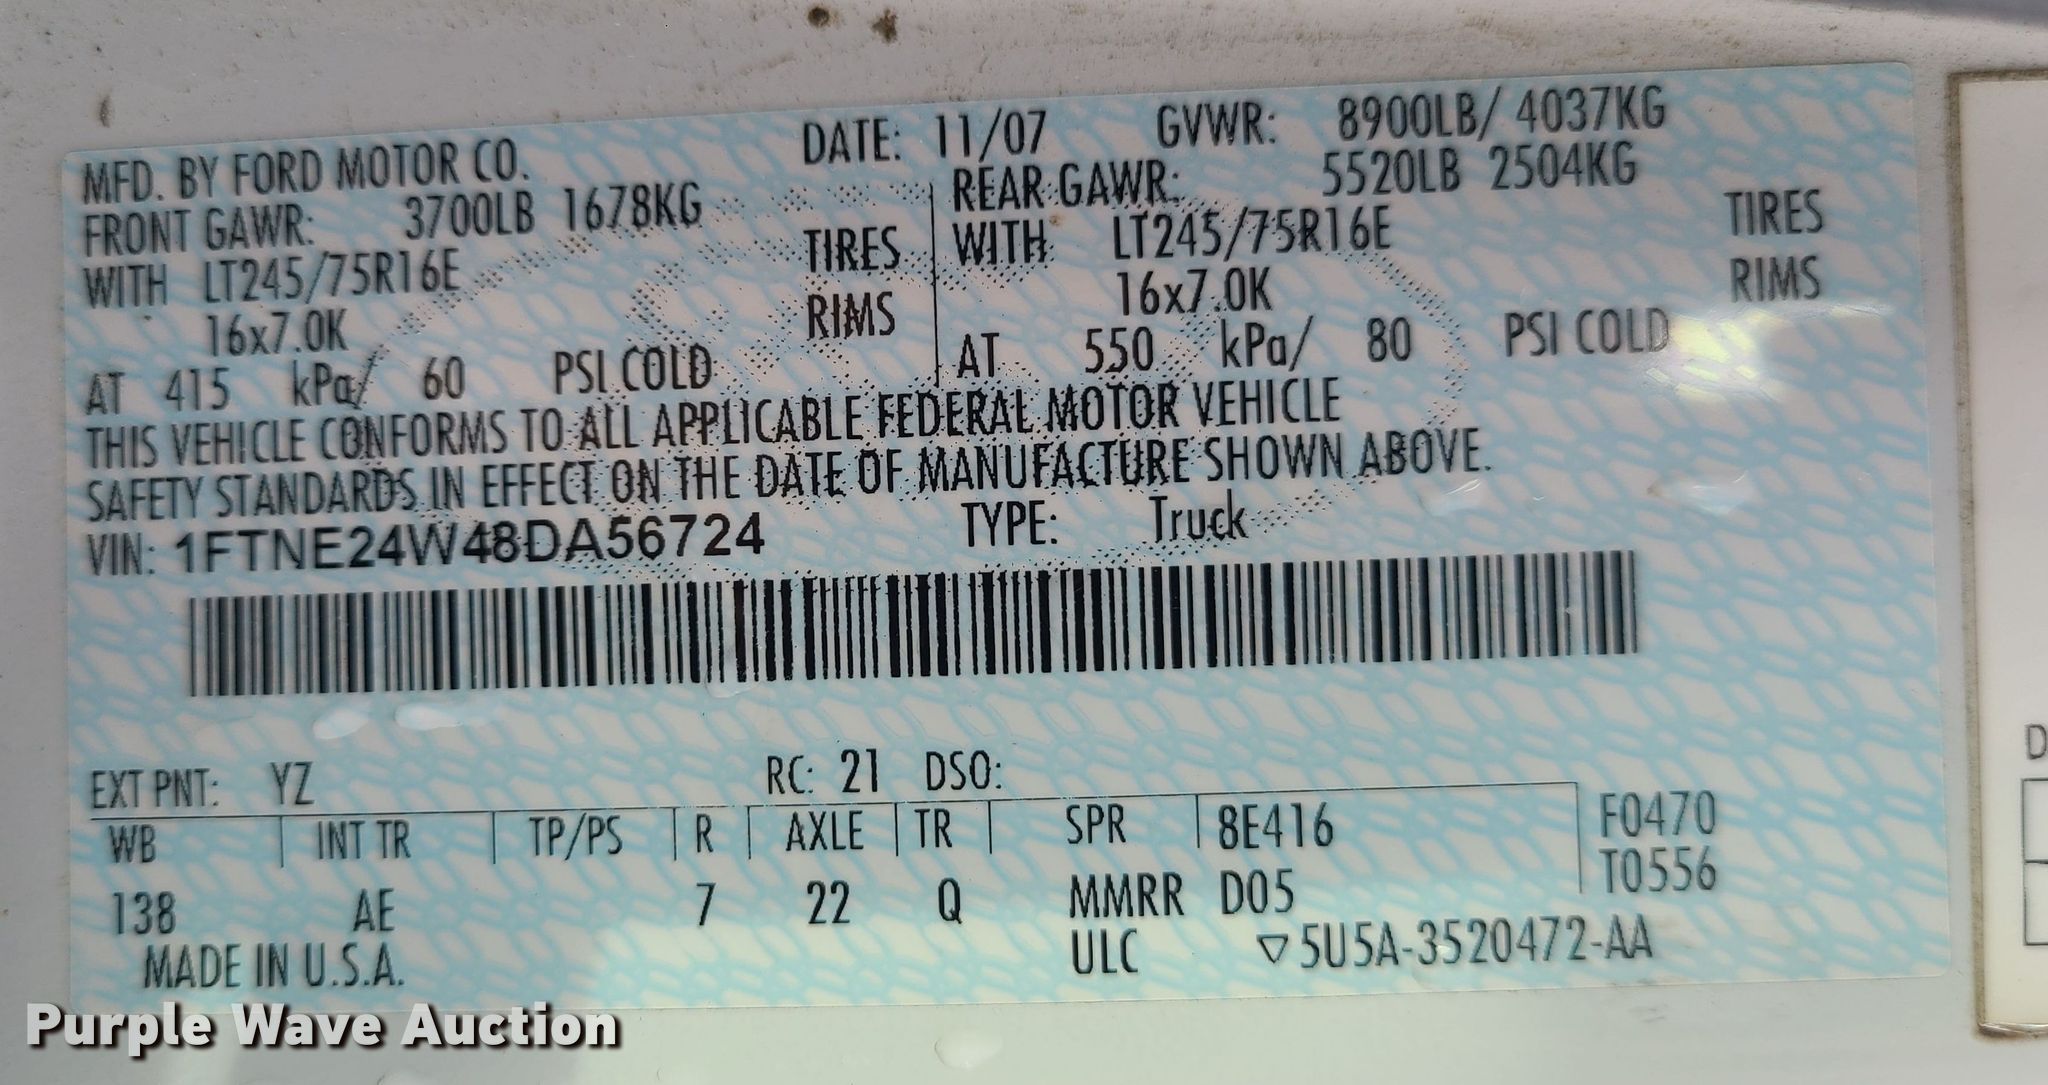 MFD. BY FORD MOTOR CO. DATE: 11/07 GVWR: 8900LB/ 4037KG
FRONT GAWR: 3700LB 1678KG REAR GAWR: 5520LB 2504KG
WITH LT245/75R16E TIRES WITH LT245/75R16E TIRES
16x7.0K RIMS 16x7.0K RIMS
AT 415 kPa/ 60 PSI COLD AT 550 kPa/ 80 PSI COLD
THIS VEHICLE CONFORMS TO ALL APPLICABLE FEDERAL MOTOR VEHICLE
SAFETY STANDARDS IN EFFECT ON THE DATE OF MANUFACTURE SHOWN ABOVE.
VIN: 1FTNE24W48DA56724 TYPE: Truck
EXT PNT: YZ RC: 21 DSO:
WB INT TR TP/PS R AXLE TR SPR 8E416 F0470
T0556
138 AE 7 22 Q MMRR D05
MADE IN U.S.A. ULC ▽5U5A-3520472-AA
D
Purple Wave Auction